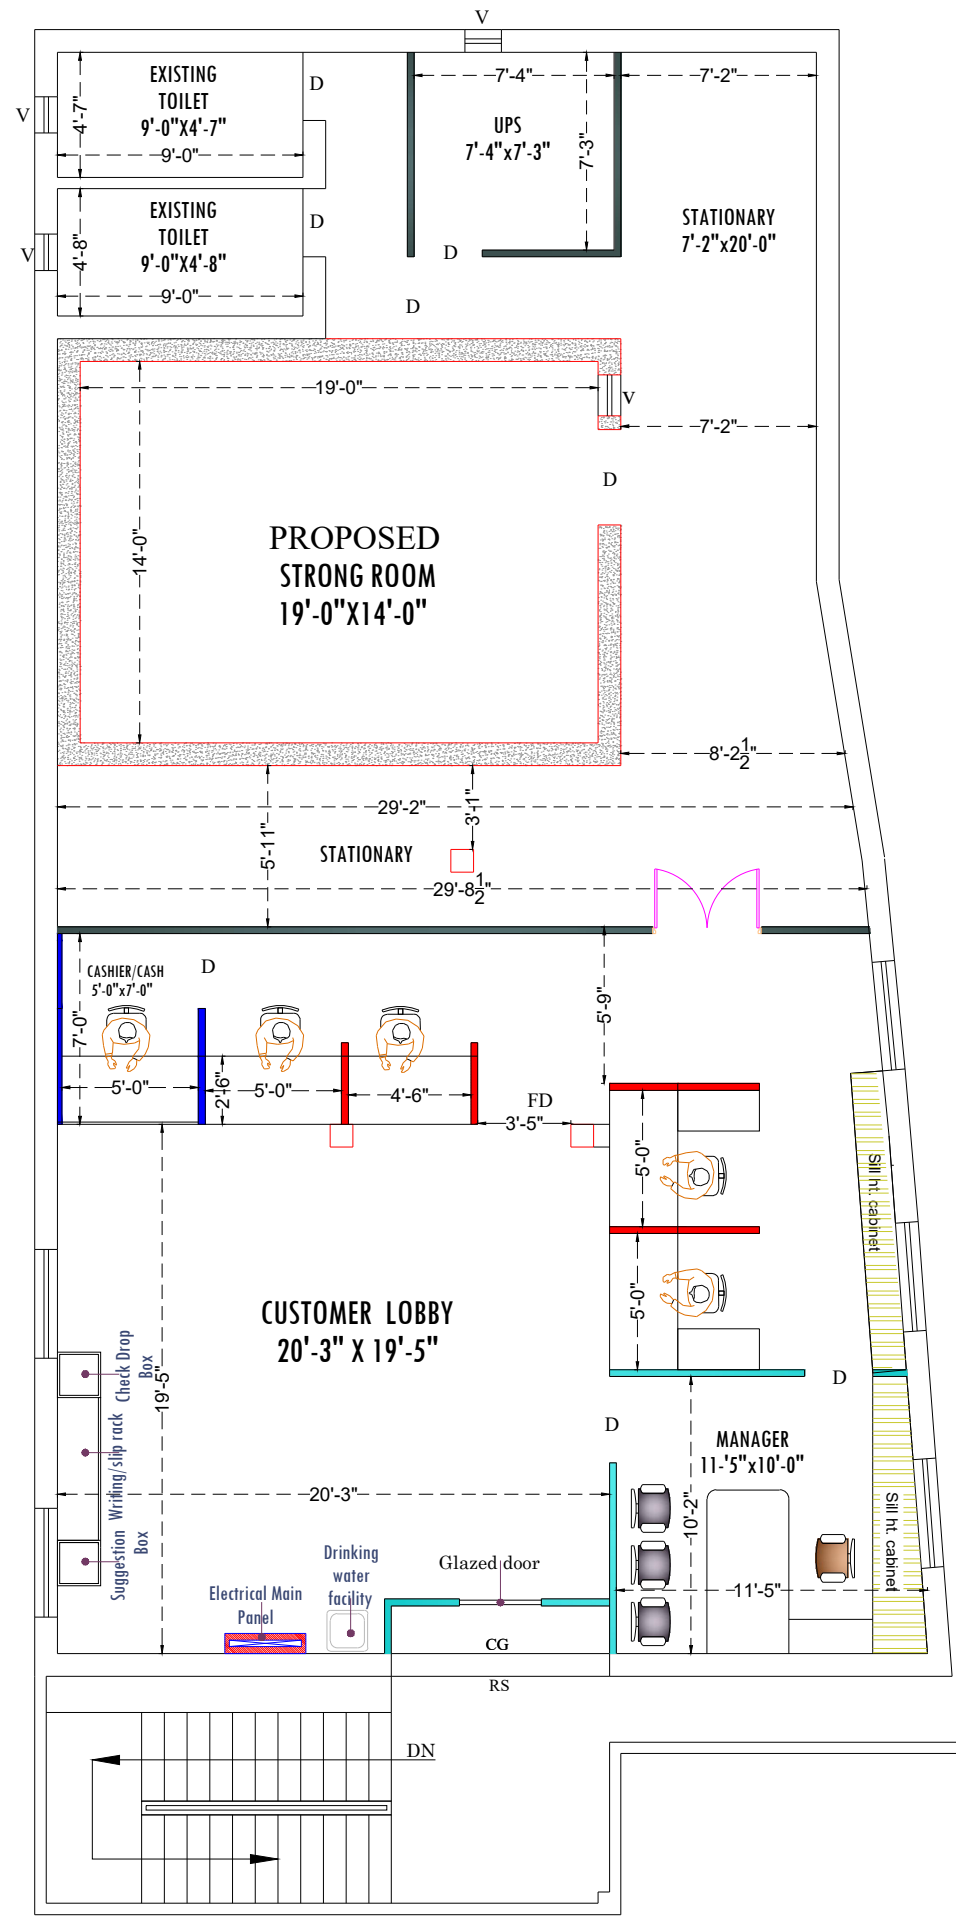 V
EXISTING
TOILET
9'-0"X4'-7"
4'-7"
9'-0"
D
V
7'-4"
7'-2"
UPS
7'-4"x7'-3"
7'-3"
EXISTING
TOILET
9'-0"X4'-8"
4'-8"
9'-0"
D
V
STATIONARY
7'-2"x20'-0"
D
D
19'-0"
V
7'-2"
D
14'-0"
PROPOSED
STRONG ROOM
19'-0"X14'-0"
8'-2 1/2"
29'-2"
3'-1"
5'-11"
STATIONARY
29'-8 1/2"
CASHIER/CASH
5'-0"x7'-0"
D
7'-0"
5'-9"
5'-0"
2'-6"
5'-0"
4'-6"
FD
3'-5"
5'-0"
Sill ht. cabinet
5'-0"
CUSTOMER LOBBY
20'-3" X 19'-5"
Check Drop
Box
19'-5"
D
D
MANAGER
11-'5"x10'-0"
Writing/slip rack
20'-3"
10'-2"
Sill ht. cabinet
Suggestion
Box
Drinking
water
facility
Glazed door
11'-5"
Electrical Main
Panel
CG
RS
DN